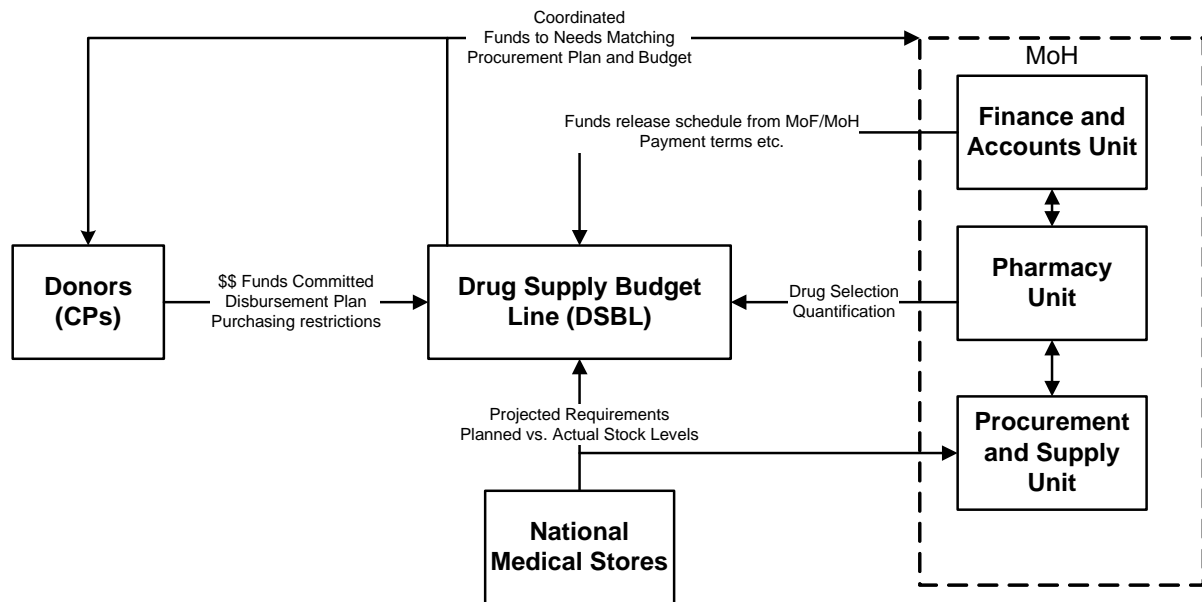 Coordinated
Funds to Needs Matching
Procurement Plan and Budget
MoH
Funds release schedule from MoF/MoH
Payment terms etc.
Finance and
Accounts Unit
Donors
(CPs)
$$ Funds Committed
Disbursement Plan
Purchasing restrictions
Drug Supply Budget
Line (DSBL)
Drug Selection
Quantification
Pharmacy
Unit
Projected Requirements
Planned vs. Actual Stock Levels
Procurement
and Supply
Unit
National
Medical Stores